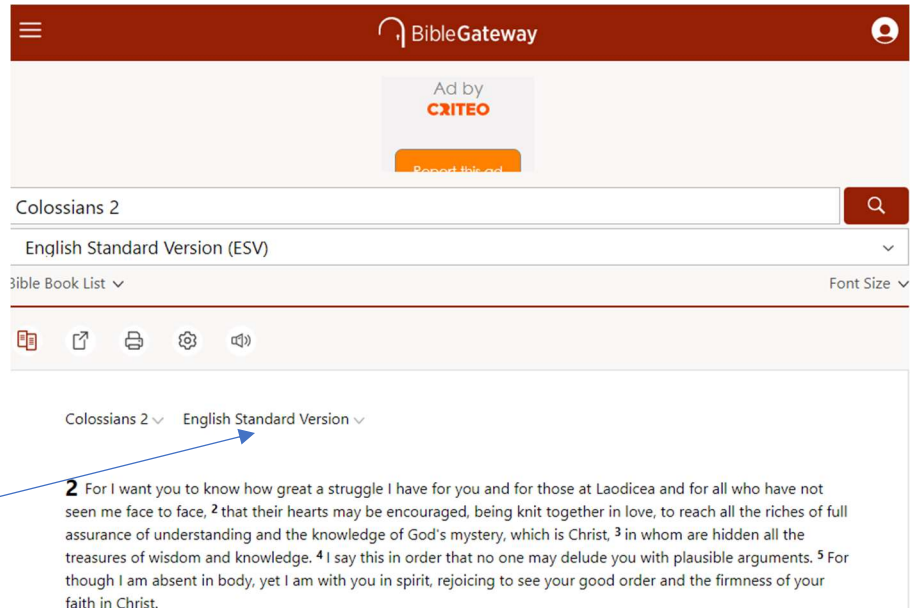 BibleGateway
Ad by
CRITEO
Report this ad
Colossians 2
English Standard Version (ESV)
Bible Book List
Font Size
Colossians 2 English Standard Version
2 For I want you to know how great a struggle I have for you and for those at Laodicea and for all who have not
seen me face to face, 2 that their hearts may be encouraged, being knit together in love, to reach all the riches of full
assurance of understanding and the knowledge of God's mystery, which is Christ, 3 in whom are hidden all the
treasures of wisdom and knowledge. 4 I say this in order that no one may delude you with plausible arguments. 5 For
though I am absent in body, yet I am with you in spirit, rejoicing to see your good order and the firmness of your
faith in Christ.